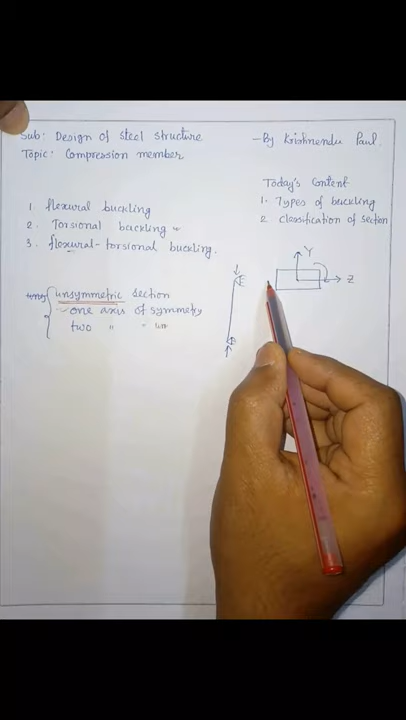 Sub: Design of steel structure
- By Krishnendu Paul.
Topic: Compression member
Today's Content
1. Types of buckling
2. classification of section
1. flexural buckling
2. Torsional buckling
3. flexural-torsional buckling.
unsymmetric section
one axis of symmetry
two " "
Y
Z